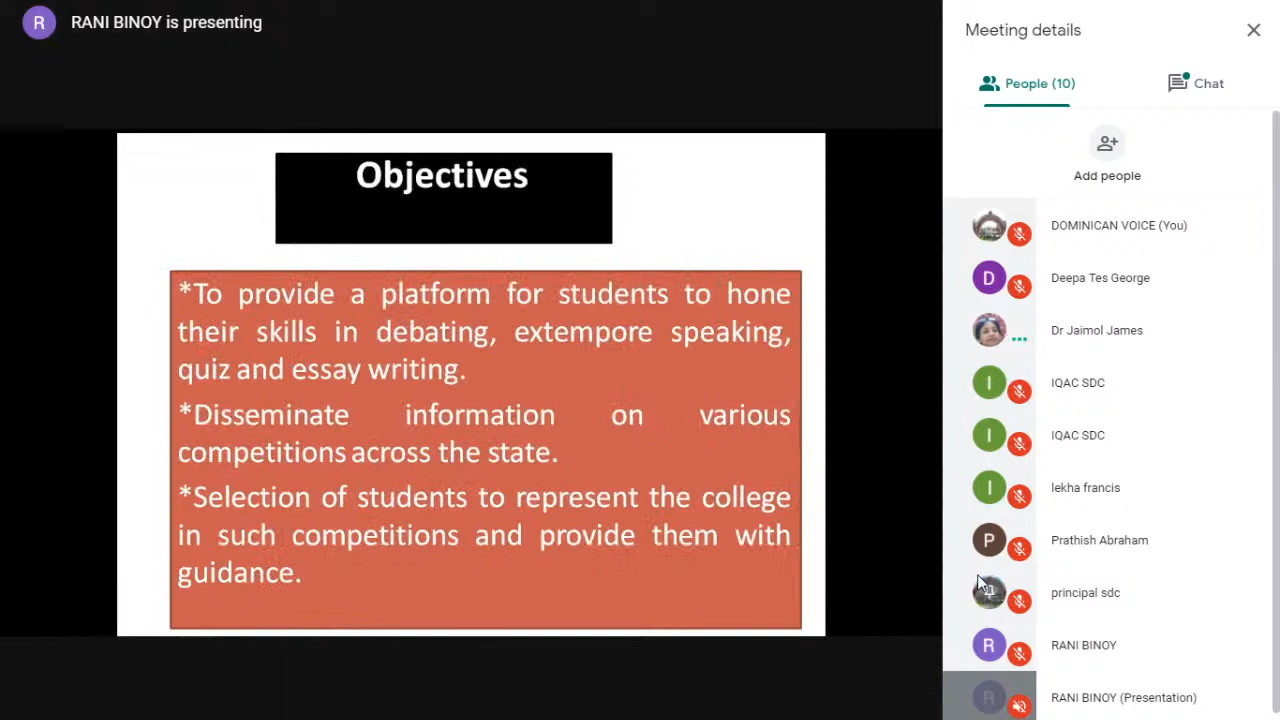 R RANI BINOY is presenting
Objectives
*To provide a platform for students to hone
their skills in debating, extempore speaking,
quiz and essay writing.
*Disseminate information on various
competitions across the state.
*Selection of students to represent the college
in such competitions and provide them with
guidance.
Meeting details
People (10)
Chat
Add people
DOMINICAN VOICE (You)
D Deepa Tes George
Dr Jaimol James
I IQAC SDC
I IQAC SDC
l lekha francis
P Prathish Abraham
principal sdc
R RANI BINOY
R RANI BINOY (Presentation)